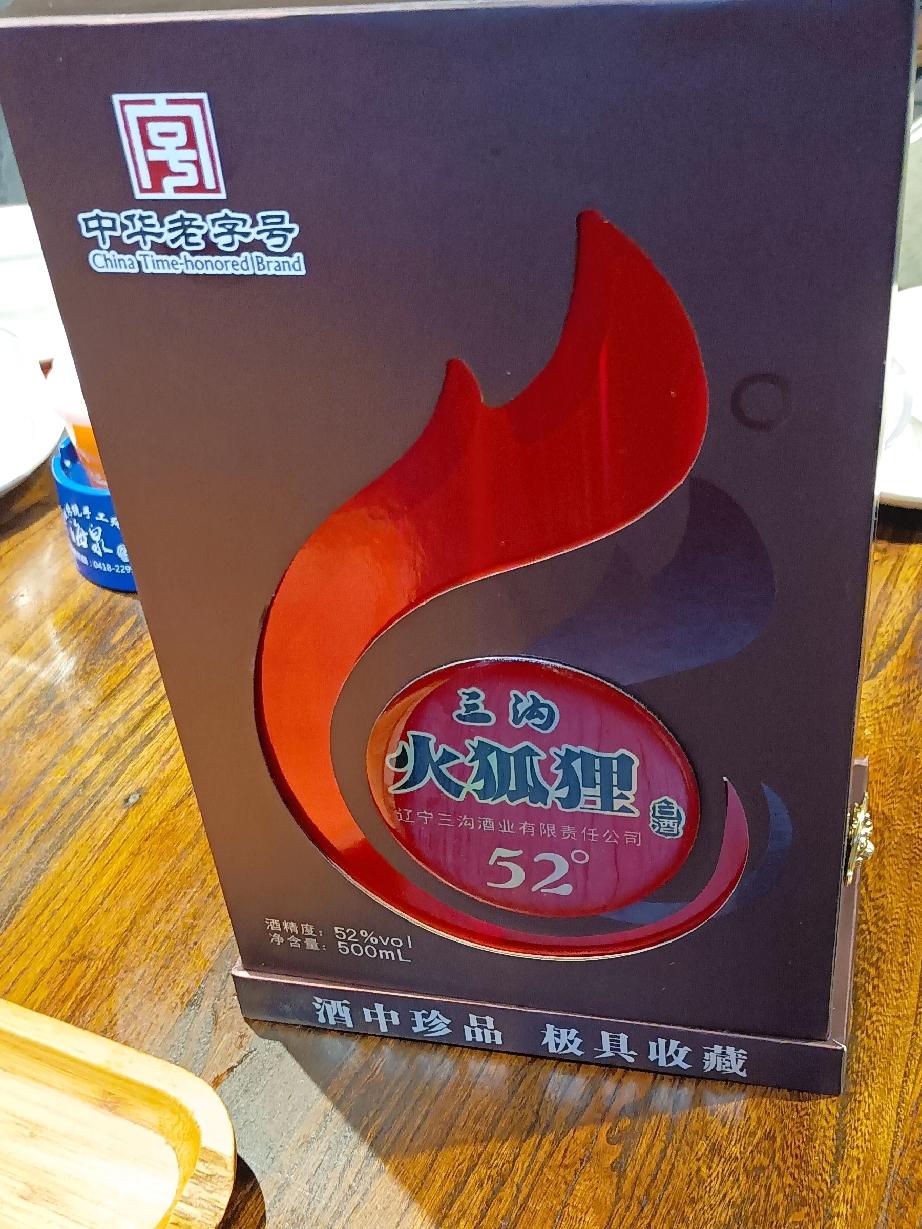 中华老字号
China Time-honored Brand
三沟
火狐狸
白酒
辽宁三沟酒业有限责任公司
52°
酒精度：52%vol
净含量：500mL
酒中珍品 极具收藏